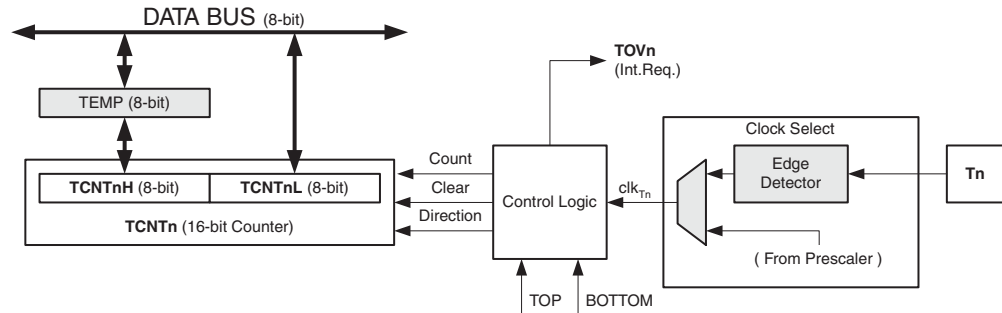 DATA BUS (8-bit)
TEMP (8-bit)
TCNTnH (8-bit)
TCNTnL (8-bit)
TCNTn (16-bit Counter)
Count
Clear
Direction
TOVn
(Int.Req.)
Control Logic
TOP
BOTTOM
clkTn
Clock Select
Edge
Detector
( From Prescaler )
Tn